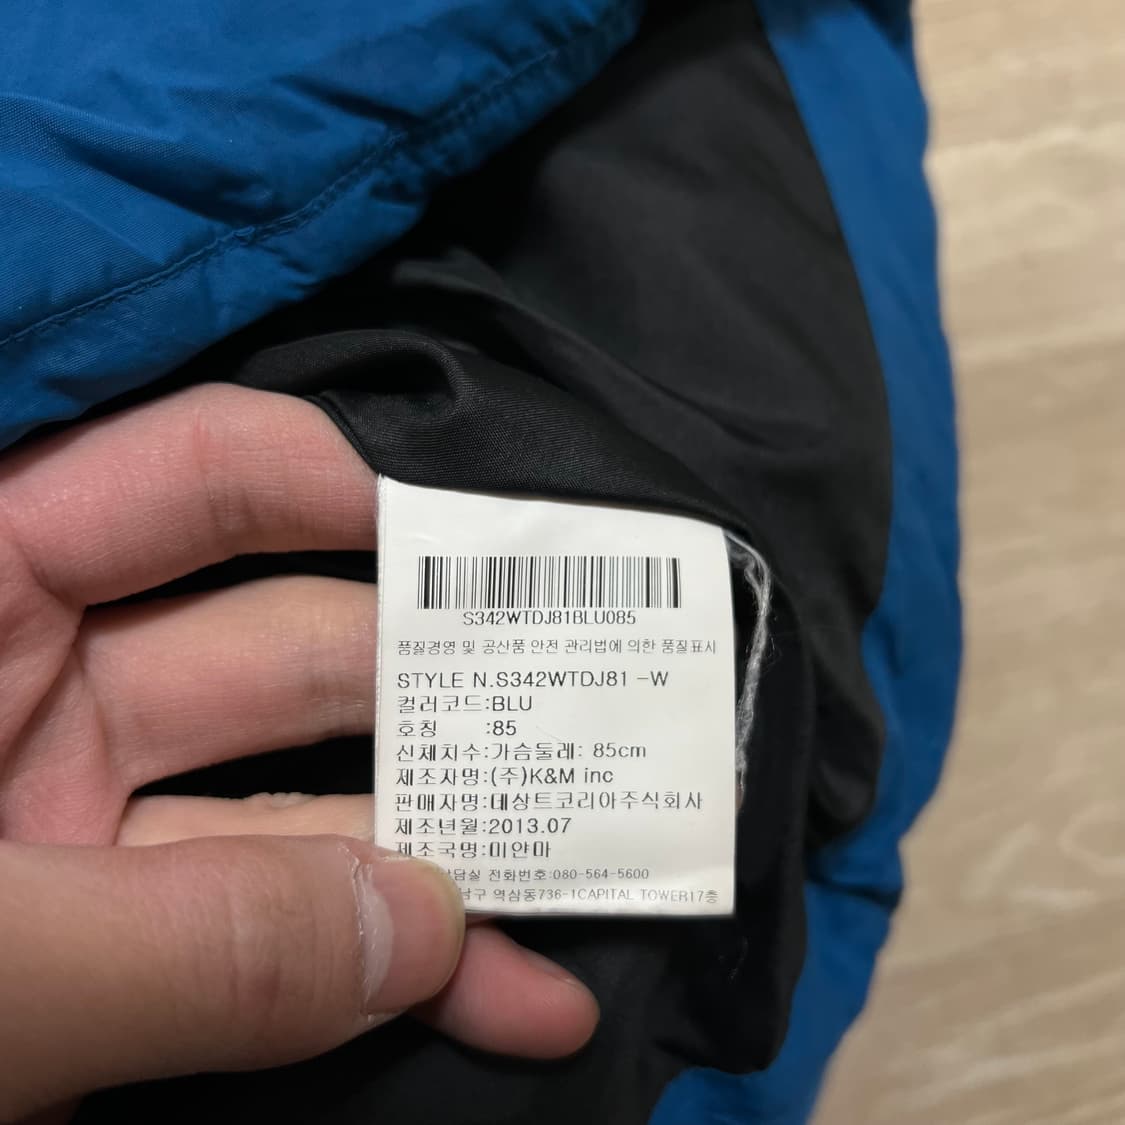 S342WTDJ81BLU085
품질경영 및 공산품 안전 관리법에 의한 품질표시
STYLE N.S342WTDJ81 -W
컬러코드:BLU
호칭 :85
신체치수:가슴둘레: 85cm
제조자명:(주)K&M inc
판매자명:데상트코리아주식회사
제조년월:2013.07
제조국명:미얀마
담실 전화번호:080-564-5600
남구 역삼동736-1CAPITAL TOWER17층